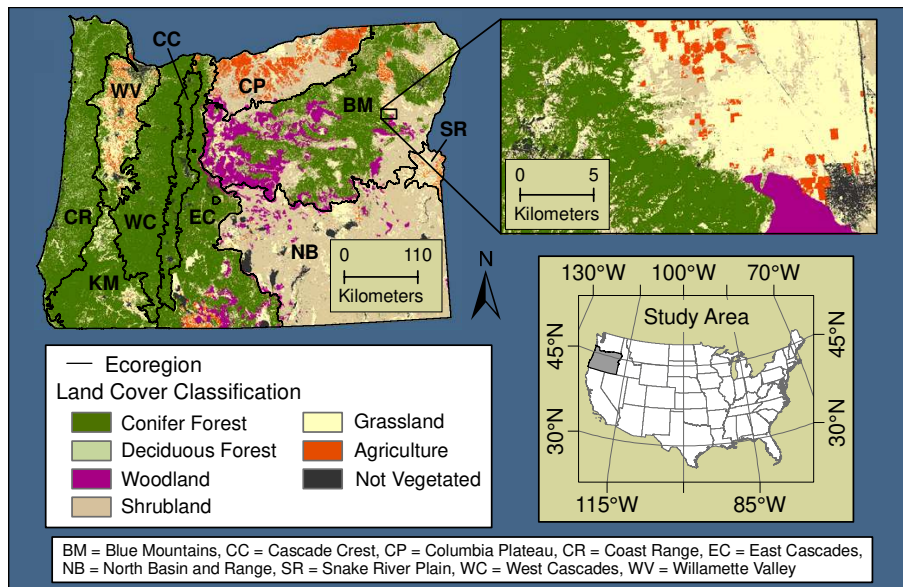 CC
WV
CP
BM
SR
CR
WC
EC
NB
KM
0 110
Kilometers
N
0 5
Kilometers
130°W 100°W 70°W
Study Area
45°N 45°N
30°N 30°N
115°W 85°W
Ecoregion
Land Cover Classification
Conifer Forest
Deciduous Forest
Woodland
Shrubland
Grassland
Agriculture
Not Vegetated
BM = Blue Mountains, CC = Cascade Crest, CP = Columbia Plateau, CR = Coast Range, EC = East Cascades,
NB = North Basin and Range, SR = Snake River Plain, WC = West Cascades, WV = Willamette Valley